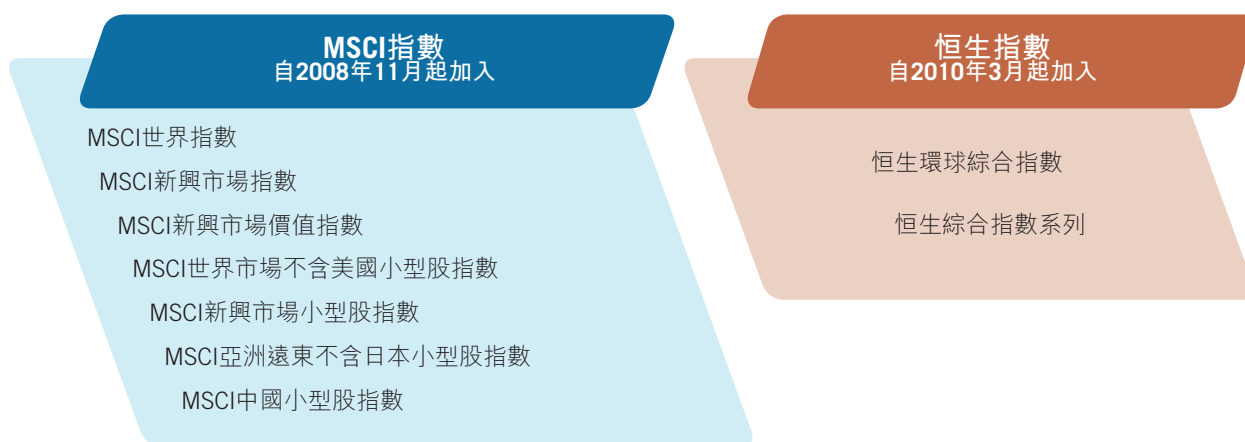 MSCI指數
自2008年11月起加入
MSCI世界指數
MSCI新興市場指數
MSCI新興市場價值指數
MSCI世界市場不含美國小型股指數
MSCI新興市場小型股指數
MSCI亞洲遠東不含日本小型股指數
MSCI中國小型股指數
恒生指數
自2010年3月起加入
恒生環球綜合指數
恒生綜合指數系列